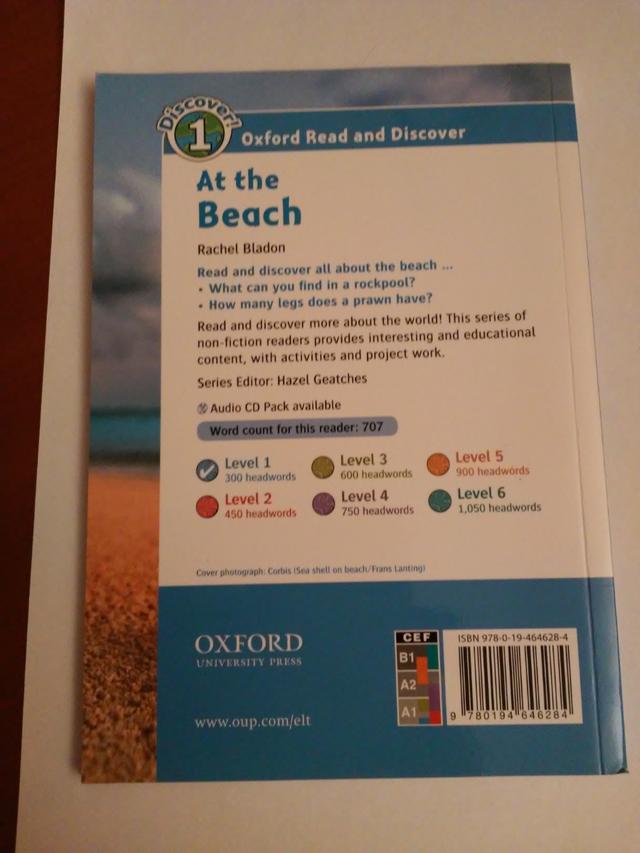 Discover!
1
Oxford Read and Discover
At the
Beach
Rachel Bladon
Read and discover all about the beach ...
• What can you find in a rockpool?
• How many legs does a prawn have?
Read and discover more about the world! This series of
non-fiction readers provides interesting and educational
content, with activities and project work.
Series Editor: Hazel Geatches
Audio CD Pack available
Word count for this reader: 707
Level 1
300 headwords
Level 3
600 headwords
Level 5
900 headwords
Level 2
450 headwords
Level 4
750 headwords
Level 6
1,050 headwords
Cover photograph: Corbis (Sea shell on beach/Frans Lanting)
OXFORD
UNIVERSITY PRESS
www.oup.com/elt
CEF
B1
A2
A1
ISBN 978-0-19-464628-4
9 780194 646284